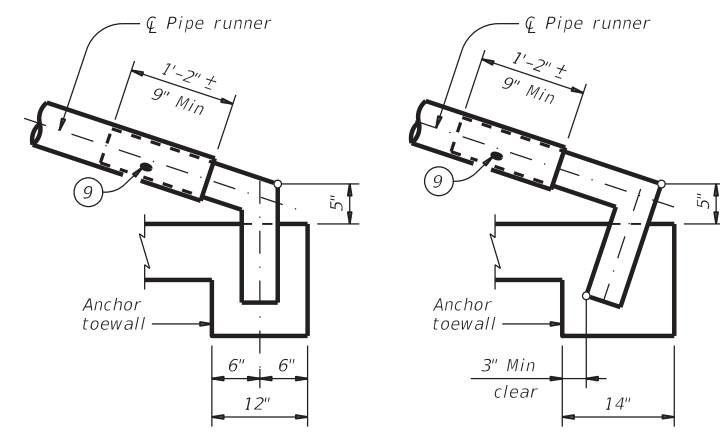 ℄ Pipe runner
1'-2" ±
9" Min
9
5"
Anchor
toewall
6" 6"
12"
℄ Pipe runner
1'-2" ±
9" Min
9
5"
Anchor
toewall
3" Min
clear
14"